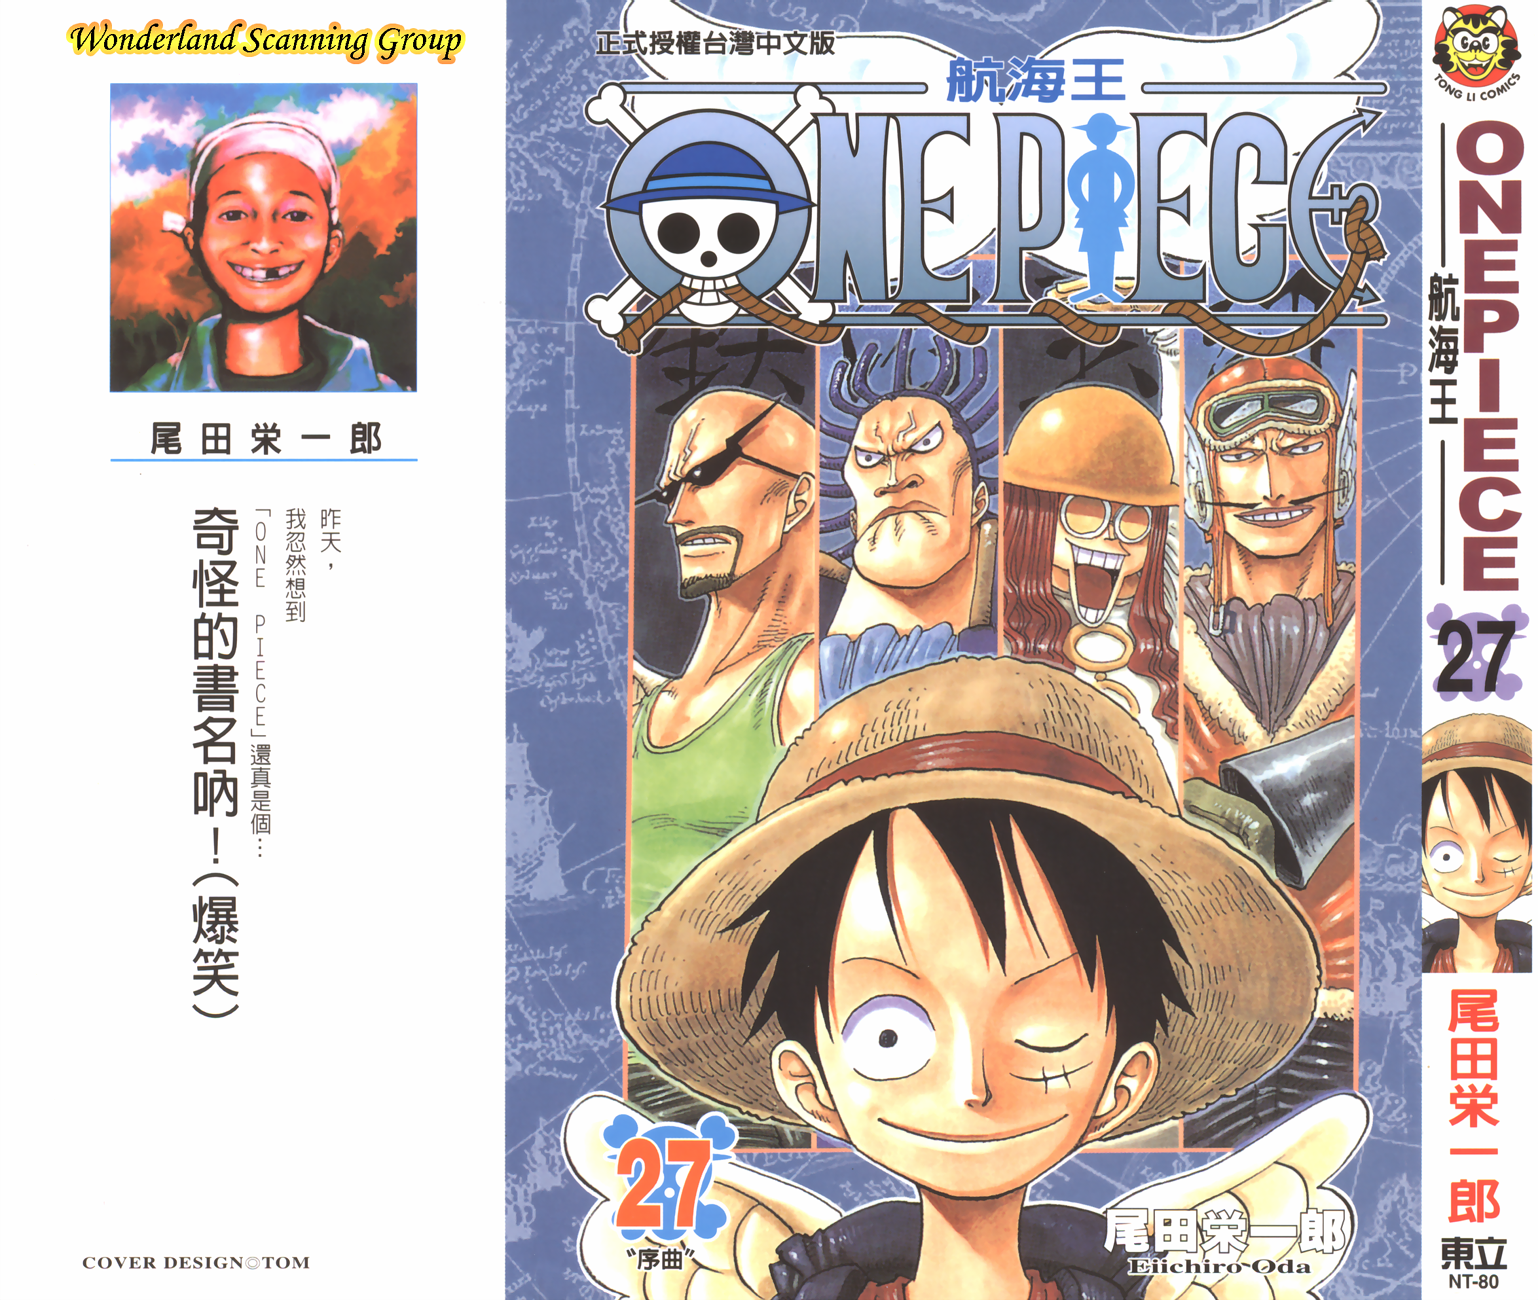 Wonderland Scanning Group
尾田栄一郎
昨天，
我忽然想到
「ONE PIECE」還真是個…
奇怪的書名吶！(爆笑)
COVER DESIGN◎TOM
正式授權台灣中文版
航海王
ONE PIECE
27
〝序曲〞
尾田栄一郎
Eiichiro Oda
TONG LI COMICS
ONE PIECE
航海王
27
尾田栄一郎
東立
NT-80